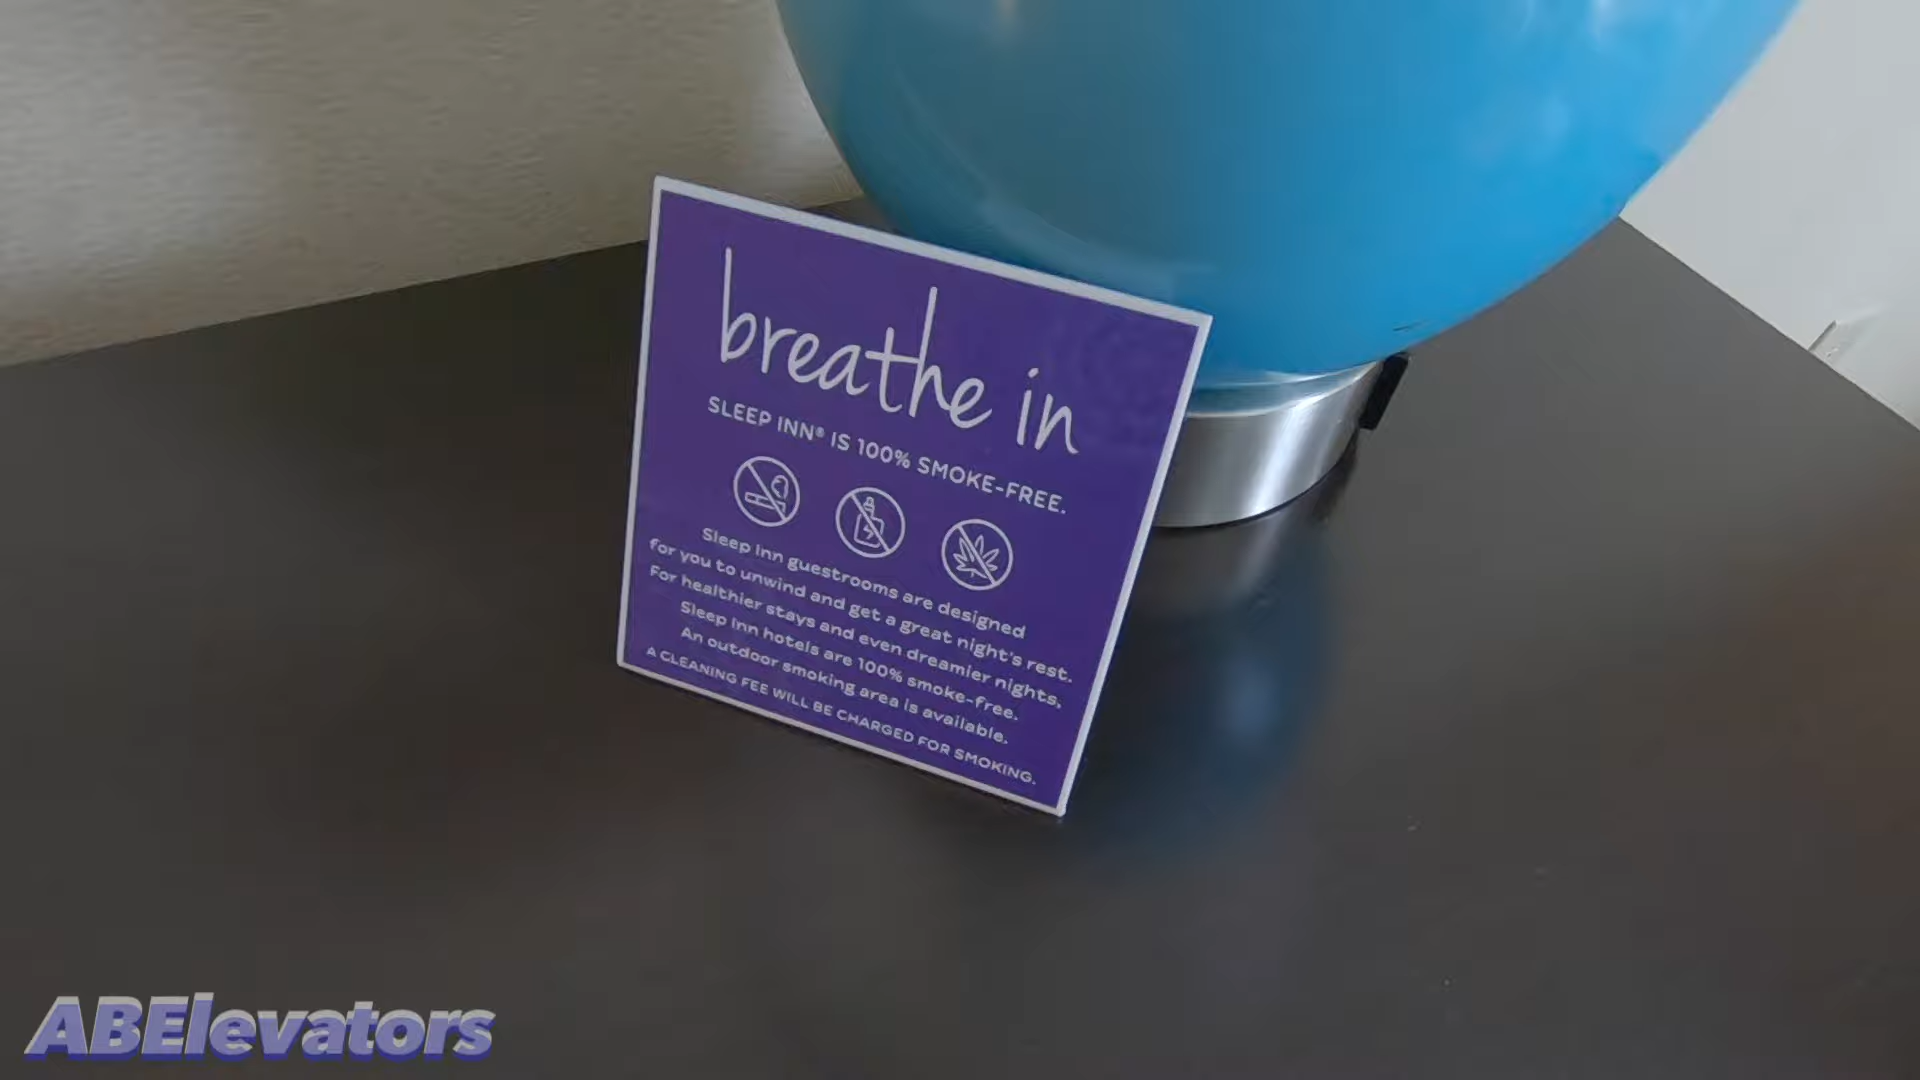 breathe in
SLEEP INN® IS 100% SMOKE-FREE.
Sleep Inn guestrooms are designed
for you to unwind and get a great night's rest.
For healthier stays and even dreamier nights,
Sleep Inn hotels are 100% smoke-free.
An outdoor smoking area is available.
A CLEANING FEE WILL BE CHARGED FOR SMOKING.
ABElevators